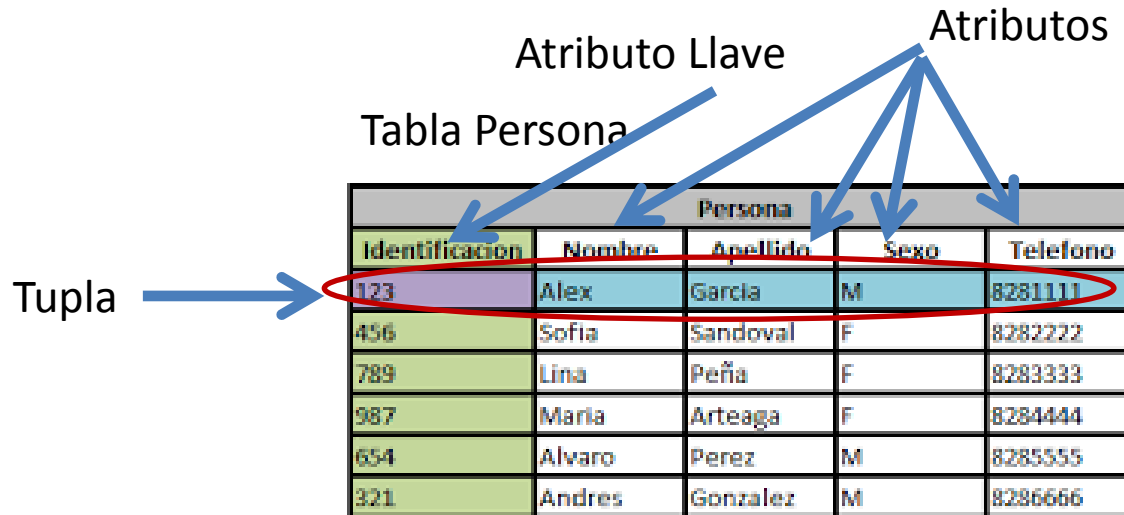 Atributos
Atributo Llave
Tabla Persona
Persona
Identificacion Nombre Apellido Sexo Telefono
Tupla
123 Alex Garcia M 8281111
456 Sofia Sandoval F 8282222
789 Lina Peña F 8283333
987 Maria Arteaga F 8284444
654 Alvaro Perez M 8285555
321 Andres Gonzalez M 8286666